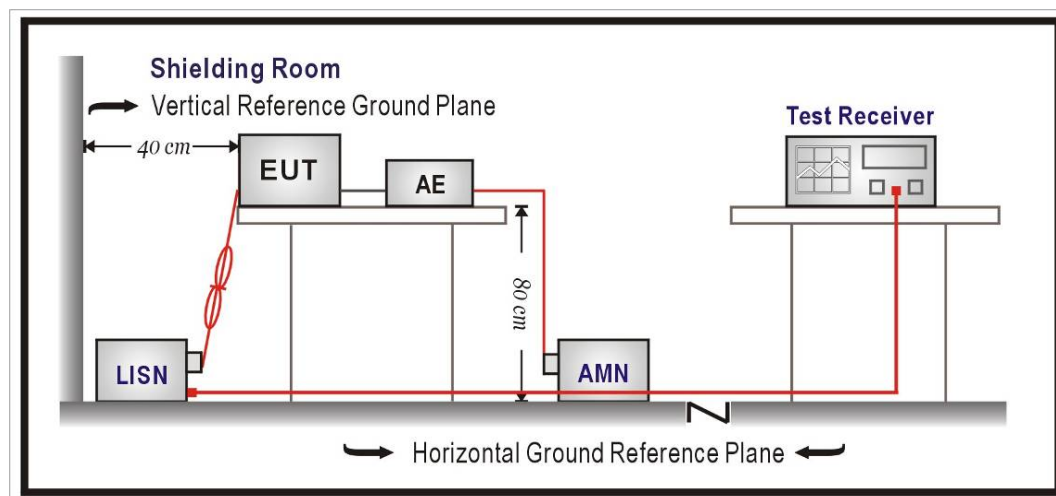 Shielding Room
Vertical Reference Ground Plane
Test Receiver
40 cm
EUT
AE
80 cm
LISN
AMN
Horizontal Ground Reference Plane